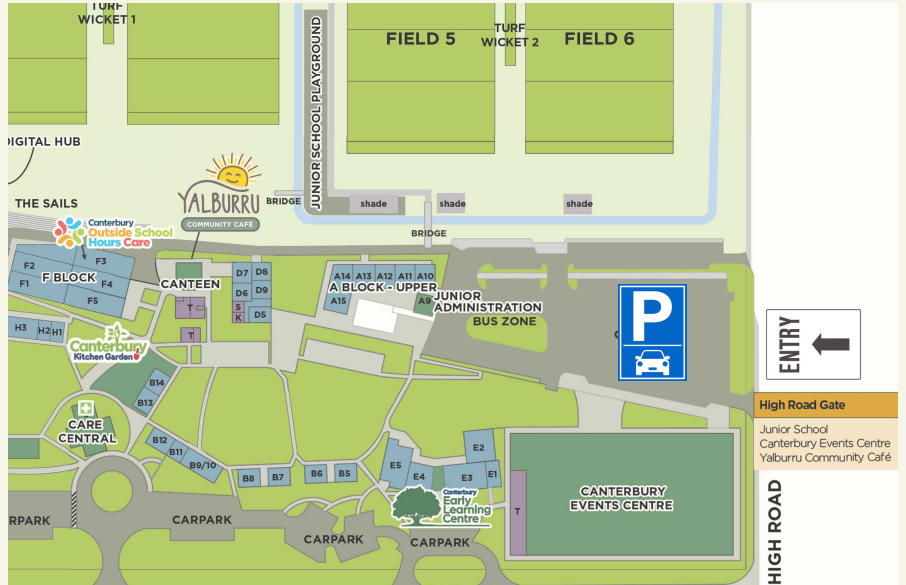 TURF
WICKET 1
JUNIOR SCHOOL PLAYGROUND
FIELD 5
TURF
WICKET 2
FIELD 6
DIGITAL HUB
THE SAILS
YALBURRU
COMMUNITY CAFÉ
BRIDGE
shade
shade
shade
BRIDGE
Canterbury
Outside School
Hours Care
F2
F3
F BLOCK
F1
F4
F5
CANTEEN
T
T
D7
D8
D6
D9
S
K
D5
A14
A13
A12
A11
A10
A BLOCK - UPPER
A15
A9
JUNIOR
ADMINISTRATION
BUS ZONE
P
ENTRY
H3
H2
H1
Canterbury
Kitchen Garden
B14
B13
CARE
CENTRAL
B12
B11
B9/10
B8
B7
B6
B5
E5
E4
E2
E3
E1
Canterbury
Early
Learning
Centre
T
CANTERBURY
EVENTS CENTRE
High Road Gate
Junior School
Canterbury Events Centre
Yalburru Community Café
HIGH ROAD
RPARK
CARPARK
CARPARK
CARPARK